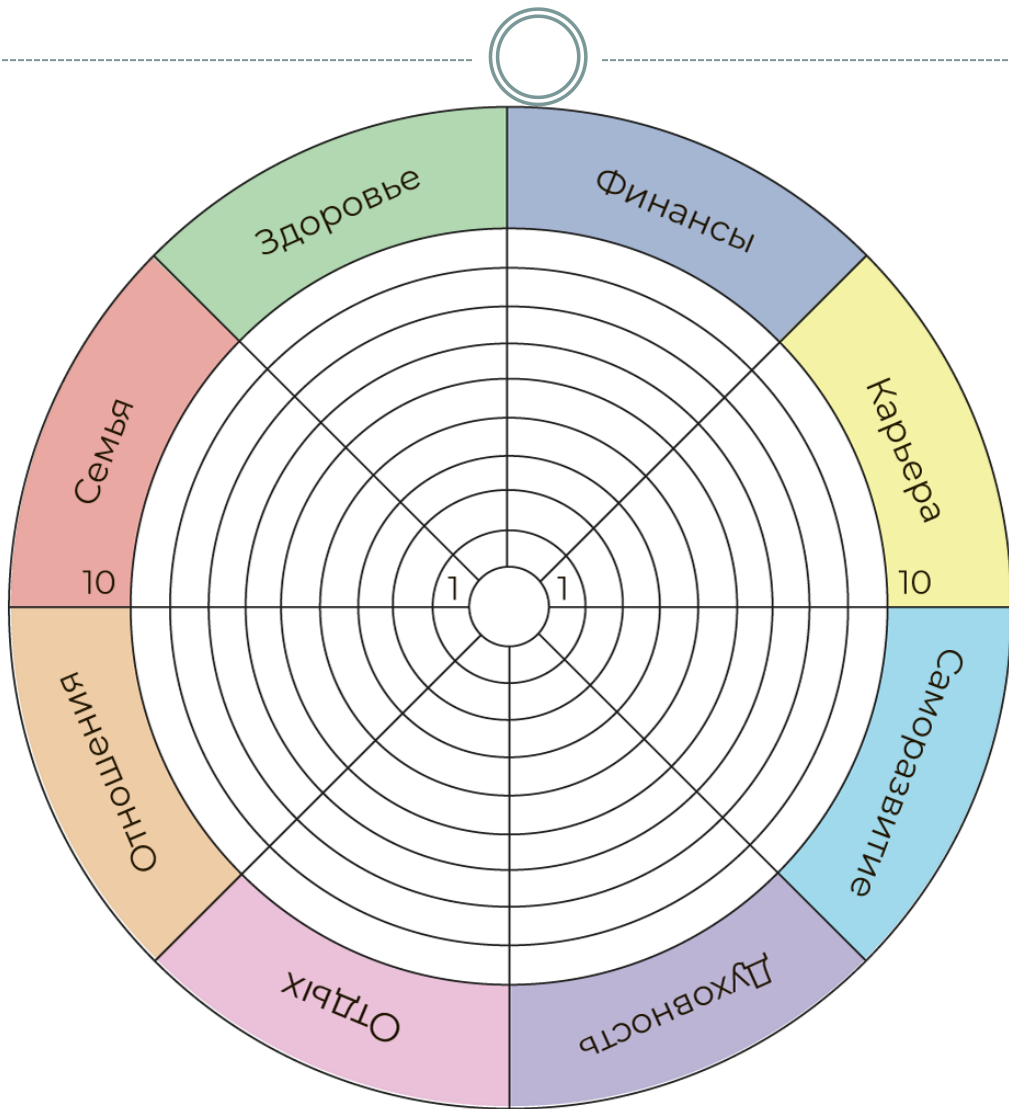 Здоровье
Финансы
Семья
Карьера
10
1
1
10
Отношения
Саморазвитие
Отдых
Духовность